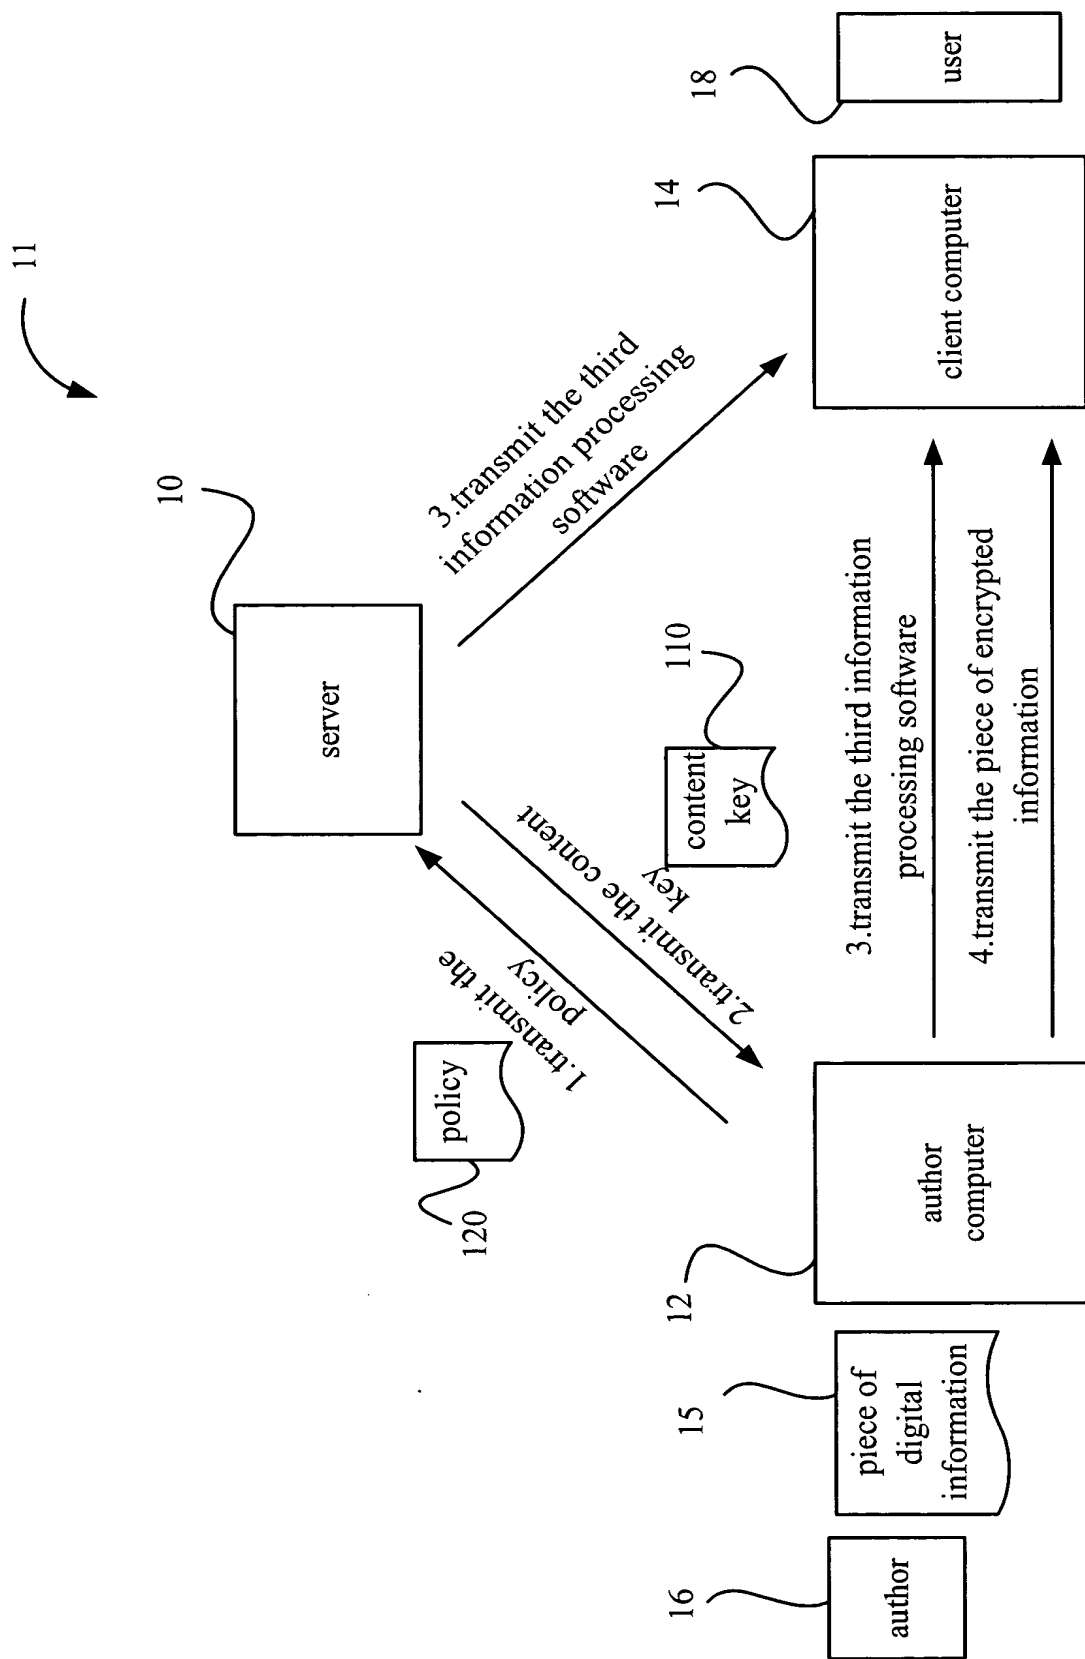 11
10
server
120
policy
1.transmit the
policy
2.transmit the content
key
110
content
key
3.transmit the third
information processing
software
16
author
15
piece of
digital
information
12
author
computer
3.transmit the third information
processing software
4.transmit the piece of encrypted
information
14
client computer
18
user